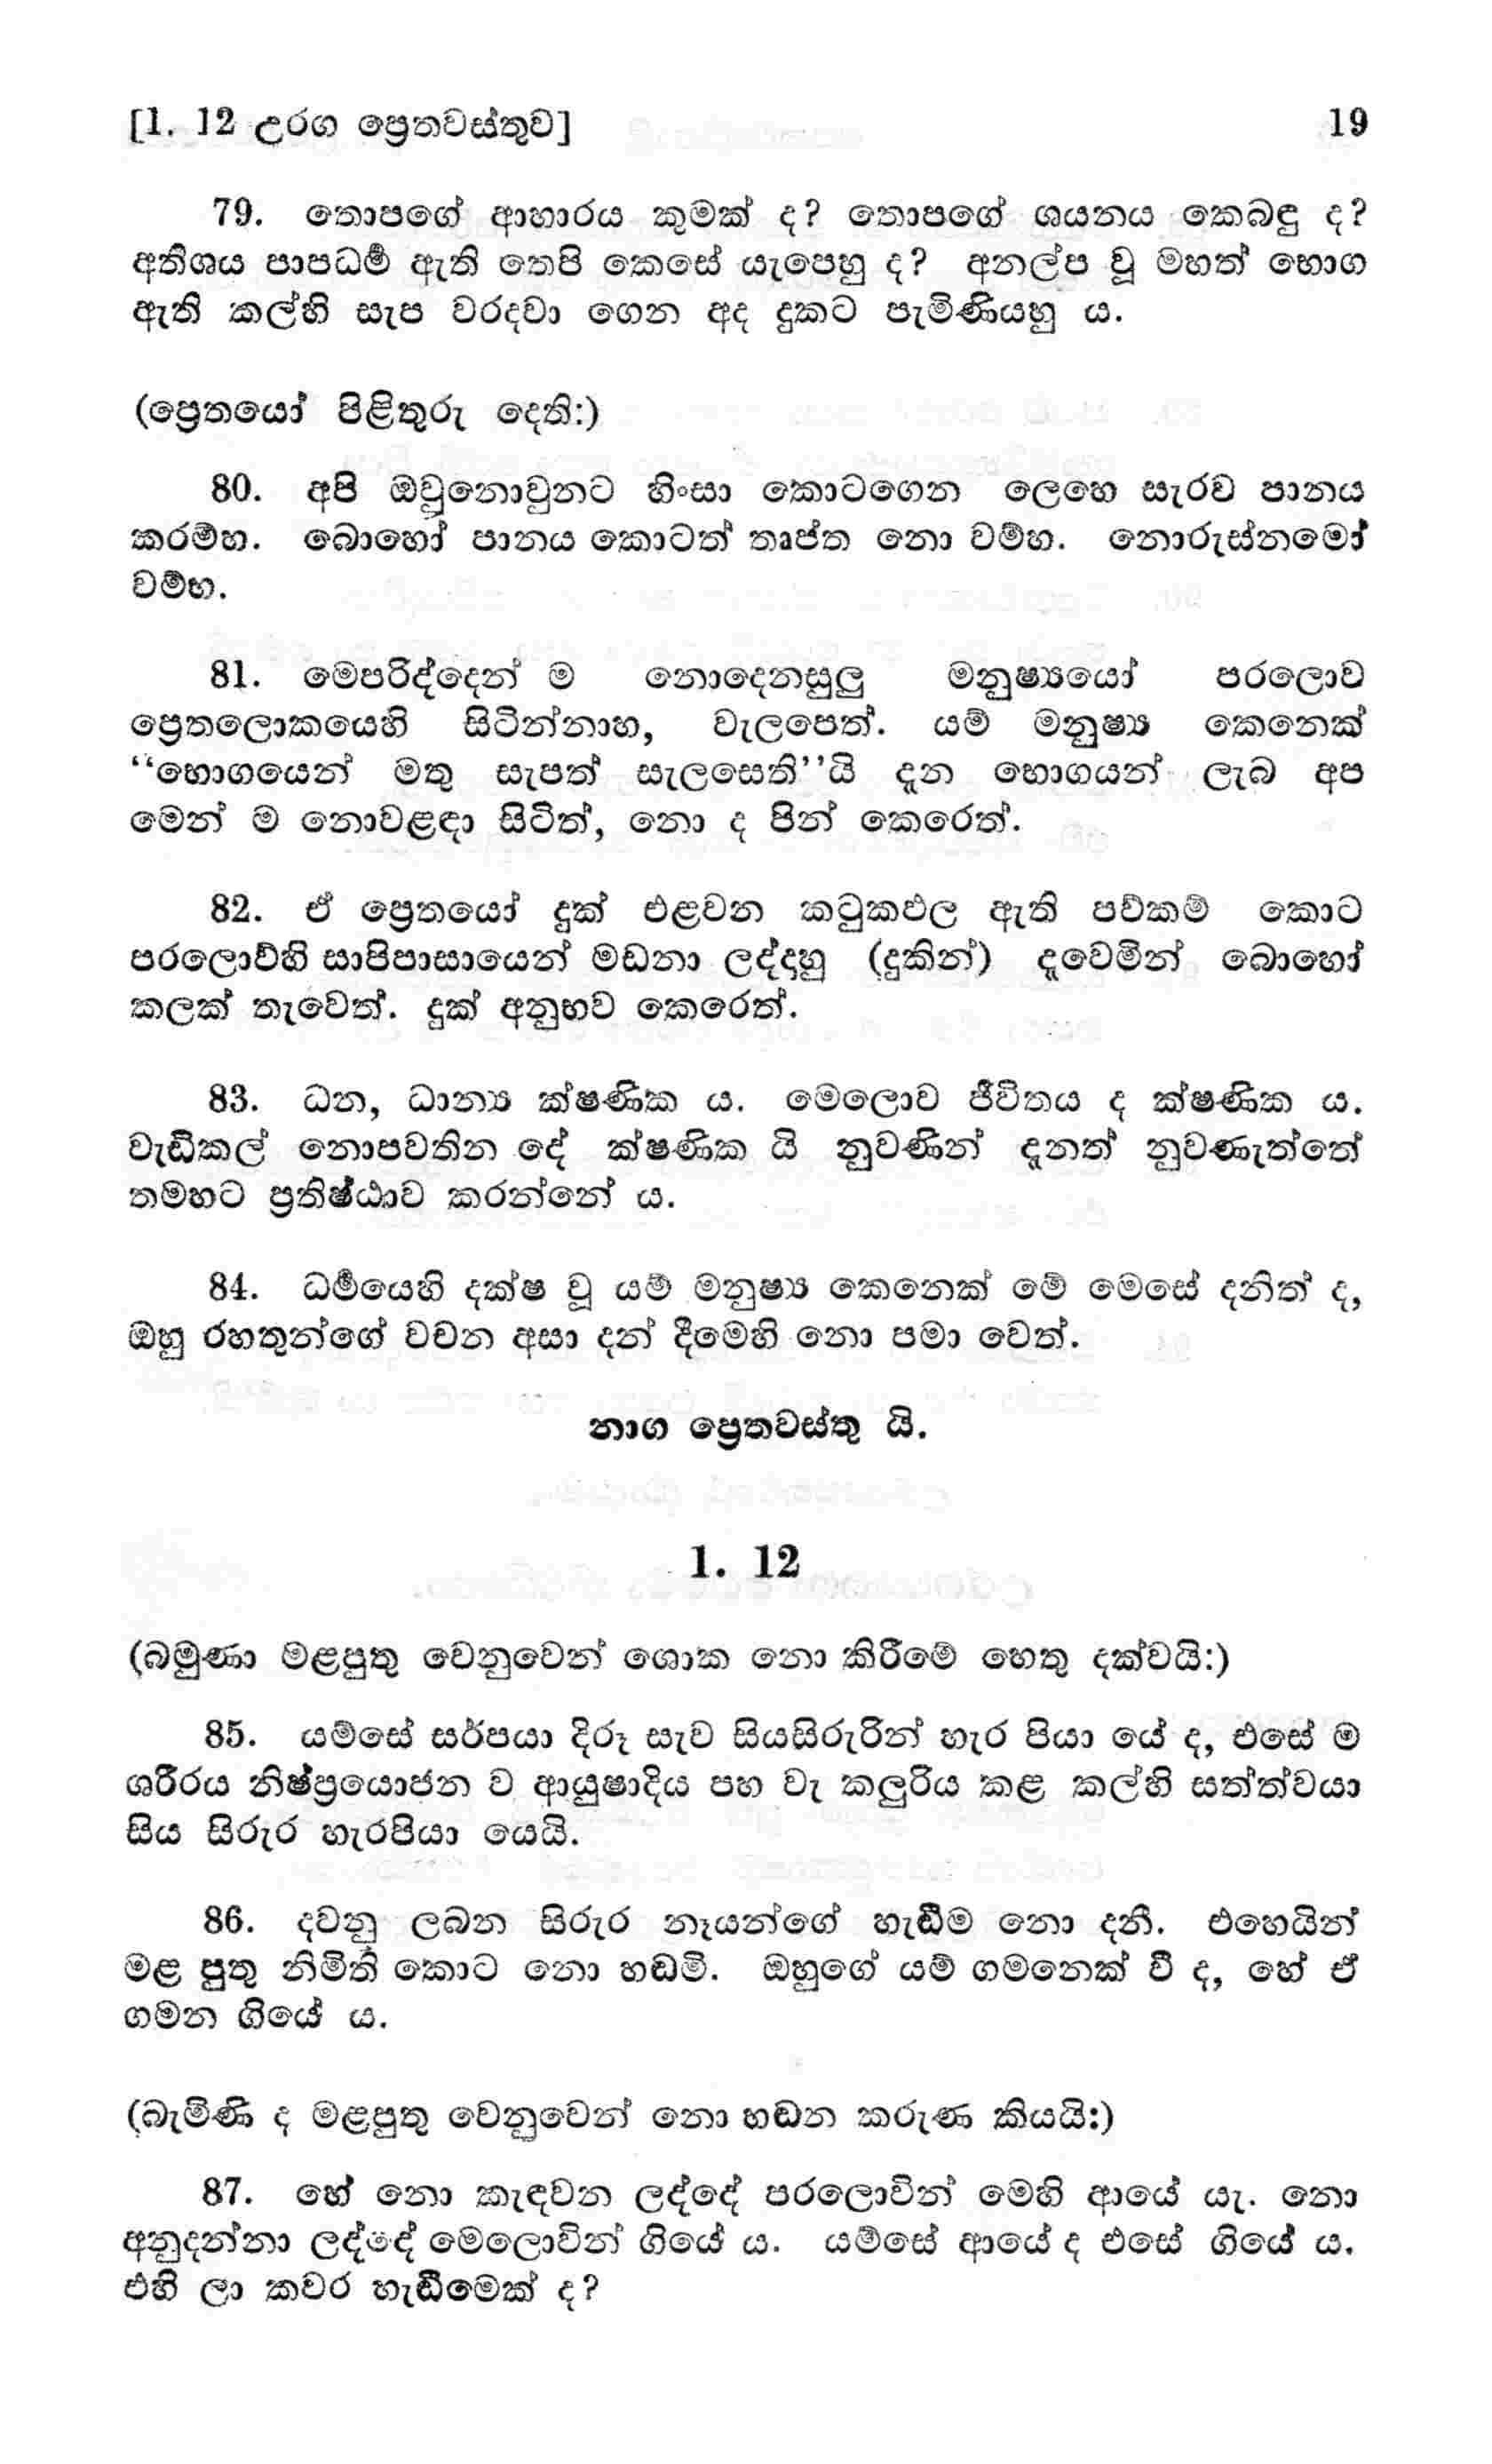 [1. 12 උරග ප්‍රෙතවස්තුව] 19
79. තොපගේ ආහාරය කුමක් ද? තොපගේ ශයනය කෙබඳු ද?
අතිශය පාපධර්‍ම ඇති තෙපි කෙසේ යැපෙහු ද? අනල්ප වූ මහත් භොග
ඇති කල්හි සැප වරදවා ගෙන අද දුකට පැමිණියහු ය.
(ප්‍රෙතයෝ පිළිතුරු දෙති:)
80. අපි ඔවුනොවුනට හිංසා කොටගෙන ලෙහෙ සැරව පානය
කරම්හ. බොහෝ පානය කොටත් තෘප්ත නො වම්හ. නොරුස්නමෝ
වම්භ.
81. මෙපරිද්දෙන් ම නොදෙනසුලු මනුෂ්‍යයෝ පරලොව
ප්‍රෙතලොකයෙහි සිටින්නාහ, වැලපෙත්. යම් මනුෂ්‍ය කෙනෙක්
“භොගයෙන් මතු සැපත් සැලසෙති”යි දැන භොගයන් ලැබ අප
මෙන් ම නොවළඳා සිටිත්, නො ද පින් කෙරෙත්.
82. ඒ ප්‍රෙතයෝ දුක් එළවන කටුකඵල ඇති පව්කම් කොට
පරලොව්හි සාපිපාසායෙන් මඩනා ලද්දහු (දුකින්) දැවෙමින් බොහෝ
කලක් තැවෙත්. දුක් අනුභව කෙරෙත්.
83. ධන, ධාන්‍ය ක්ෂණික ය. මෙලොව ජීවිතය ද ක්ෂණික ය.
වැඩිකල් නොපවතින දේ ක්ෂණික යි නුවණින් දැනත් නුවණැත්තේ
තමහට ප්‍රතිෂ්ඨාව කරන්නේ ය.
84. ධර්‍මයෙහි දක්ෂ වූ යම් මනුෂ්‍ය කෙනෙක් මේ මෙසේ දනිත් ද,
ඔහු රහතුන්ගේ වචන අසා දන් දීමෙහි නො පමා වෙත්.
නාග ප්‍රෙතවස්තු යි.
1. 12
(බමුණා මළපුතු වෙනුවෙන් ශොක නො කිරීමේ හෙතු දක්වයි:)
85. යම්සේ සර්පයා දිරූ සැව සියසිරුරින් හැර පියා යේ ද, එසේ ම
ශරීරය නිෂ්ප්‍රයොජන ව ආයුෂාදිය පහ වැ කලුරිය කළ කල්හි සත්ත්වයා
සිය සිරුර හැරපියා යෙයි.
86. දවනු ලබන සිරුර නෑයන්ගේ හැඬීම නො දනී. එහෙයින්
මළ පුතු නිමිති කොට නො හඬමි. ඔහුගේ යම් ගමනෙක් වී ද, හේ ඒ
ගමන ගියේ ය.
(බැමිණි ද මළපුතු වෙනුවෙන් නො හඬන කරුණ කියයි:)
87. හේ නො කැඳවන ලද්දේ පරලොවින් මෙහි ආයේ යැ. නො
අනුදන්නා ලද්දේ මෙලොවින් ගියේ ය. යම්සේ ආයේ ද එසේ ගියේ ය.
එහි ලා කවර හැඬීමෙක් ද?